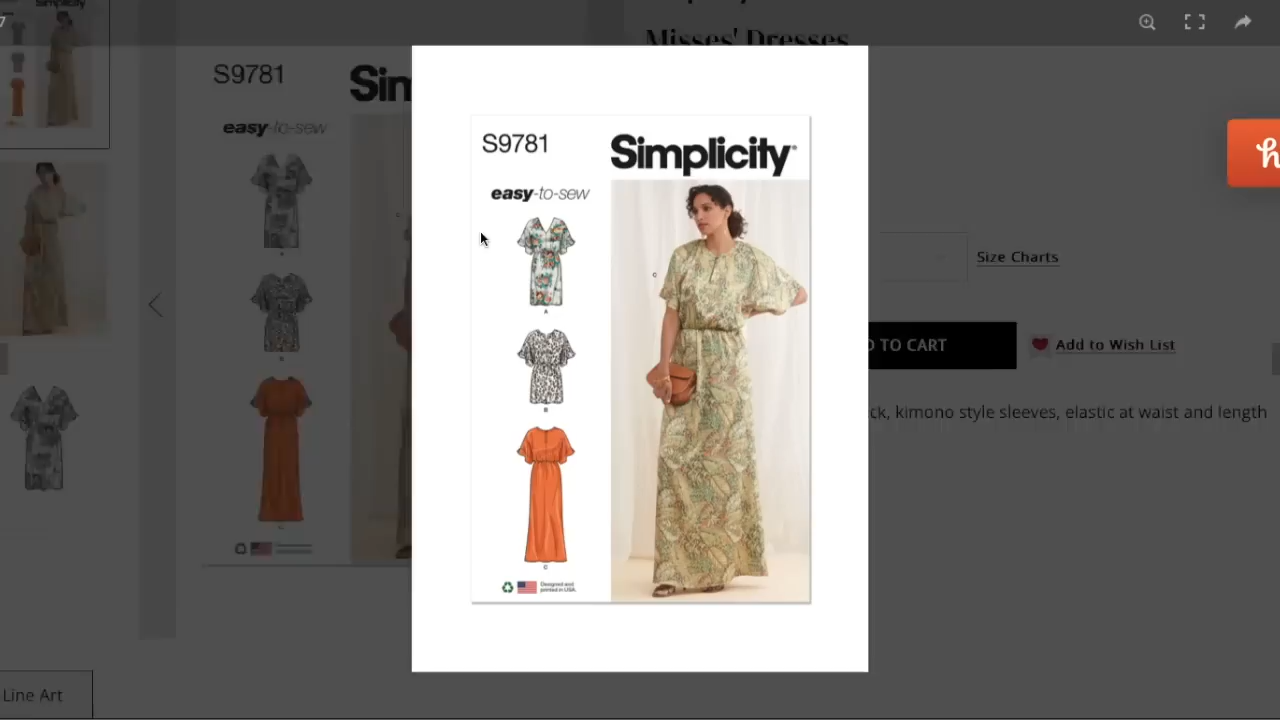 Misses' Dresses
S9781
Sim
easy-to-sew
S9781
Simplicity
easy-to-sew
A
B
C
C
Designed and
printed in USA.
Size Charts
TO CART
Add to Wish List
ck, kimono style sleeves, elastic at waist and length
Line Art